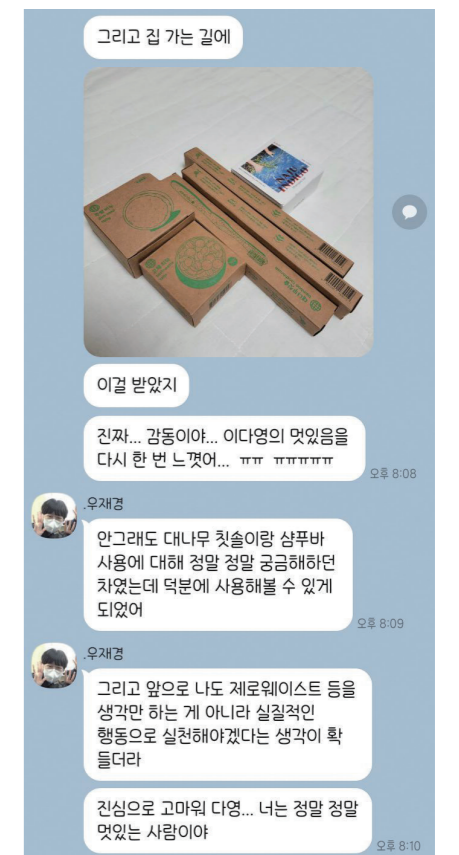 그리고 집 가는 길에
이걸 받았지
진짜... 감동이야... 이다영의 멋있음을
다시 한 번 느꼇어... ㅠㅠ ㅠㅠㅠㅠㅠ
오후 8:08
.우재경
안그래도 대나무 칫솔이랑 샴푸바
사용에 대해 정말 정말 궁금해하던
차였는데 덕분에 사용해볼 수 있게
되었어
오후 8:09
.우재경
그리고 앞으로 나도 제로웨이스트 등을
생각만 하는 게 아니라 실질적인
행동으로 실천해야겠다는 생각이 확
들더라
진심으로 고마워 다영... 너는 정말 정말
멋있는 사람이야
오후 8:10